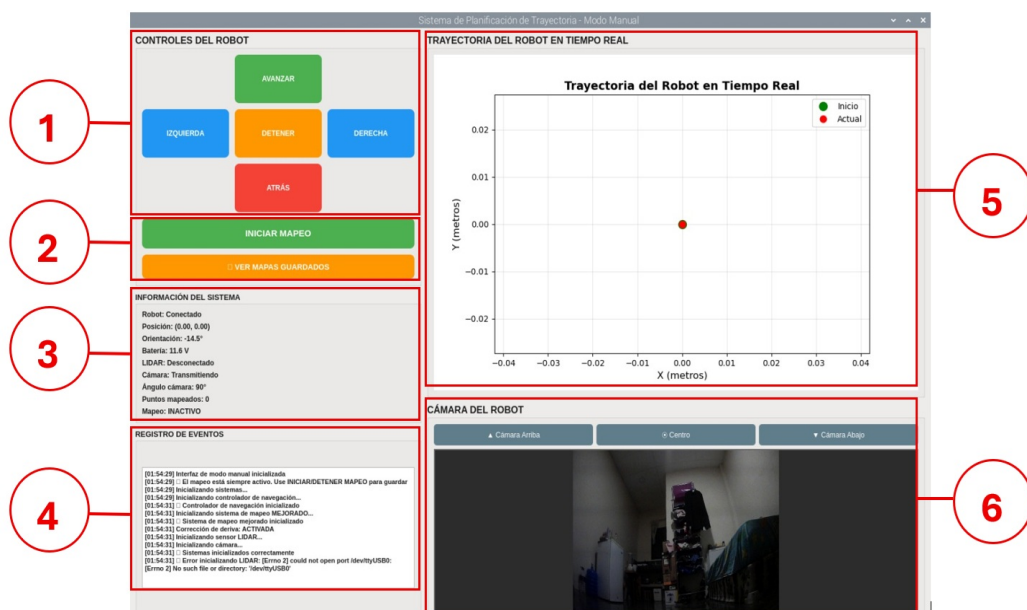 Sistema de Planificación de Trayectoria - Modo Manual
1
CONTROLES DEL ROBOT
AVANZAR
IZQUIERDA
DETENER
DERECHA
ATRÁS
2
INICIAR MAPEO
VER MAPAS GUARDADOS
3
INFORMACIÓN DEL SISTEMA
Robot: Conectado
Posición: (0.00, 0.00)
Orientación: -14.5°
Batería: 11.6 V
LIDAR: Desconectado
Cámara: Transmitiendo
Ángulo cámara: 90°
Puntos mapeados: 0
Mapeo: INACTIVO
4
REGISTRO DE EVENTOS
[01:54:29] Interfaz de modo manual inicializada
[01:54:29] El mapeo está siempre activo. Use INICIAR/DETENER MAPEO para guardar
[01:54:29] Inicializando sistemas...
[01:54:29] Inicializando controlador de navegación...
[01:54:31] Controlador de navegación inicializado
[01:54:31] Inicializando sistema de mapeo MEJORADO...
[01:54:31] Sistema de mapeo mejorado inicializado
[01:54:31] Corrección de deriva: ACTIVADA
[01:54:31] Inicializando sensor LIDAR...
[01:54:31] Inicializando cámara...
[01:54:31] Sistemas inicializados correctamente
[01:54:31] Error inicializando LIDAR: [Errno 2] could not open port /dev/ttyUSB0:
[Errno 2] No such file or directory: '/dev/ttyUSB0'
5
TRAYECTORIA DEL ROBOT EN TIEMPO REAL
Trayectoria del Robot en Tiempo Real
Inicio
Actual
Y (metros)
0.02
0.01
0.00
−0.01
−0.02
−0.04 −0.03 −0.02 −0.01 0.00 0.01 0.02 0.03 0.04
X (metros)
6
CÁMARA DEL ROBOT
▲ Cámara Arriba
⦿ Centro
▼ Cámara Abajo